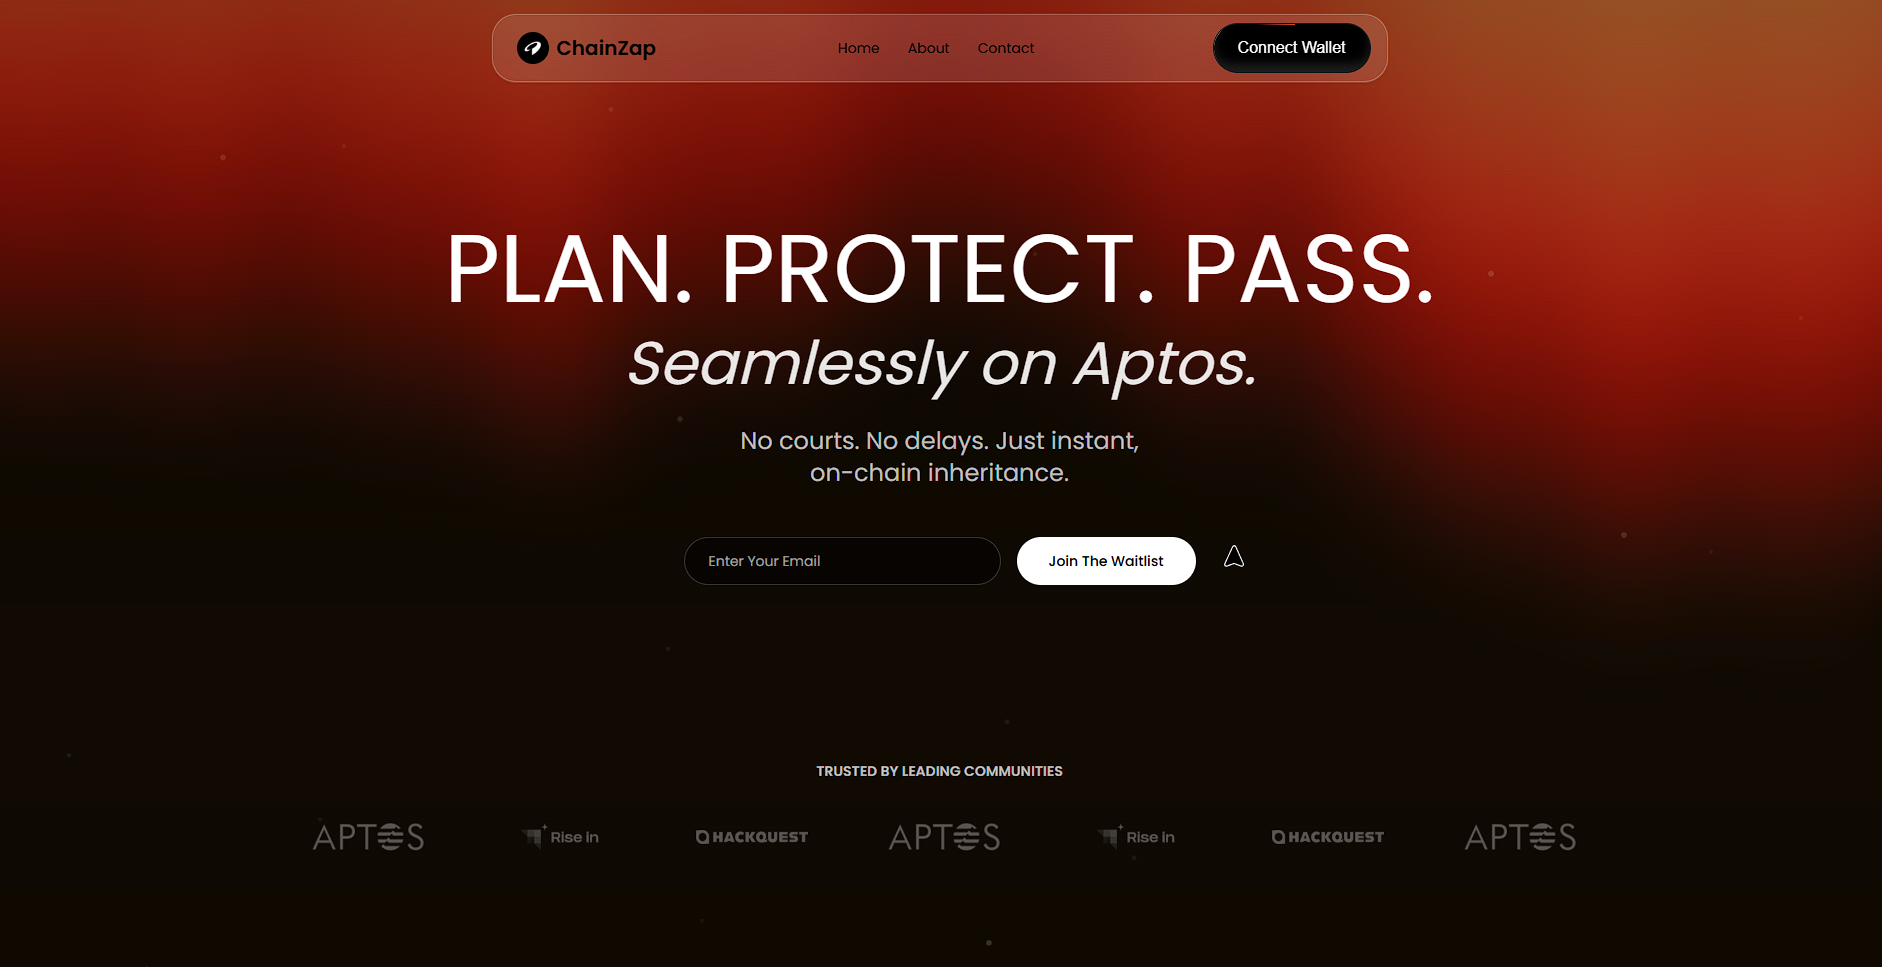 ChainZap
Home About Contact
Connect Wallet
PLAN. PROTECT. PASS.
Seamlessly on Aptos.
No courts. No delays. Just instant,
on-chain inheritance.
Enter Your Email
Join The Waitlist
TRUSTED BY LEADING COMMUNITIES
APTOS Rise In HACKQUEST APTOS Rise In HACKQUEST APTOS